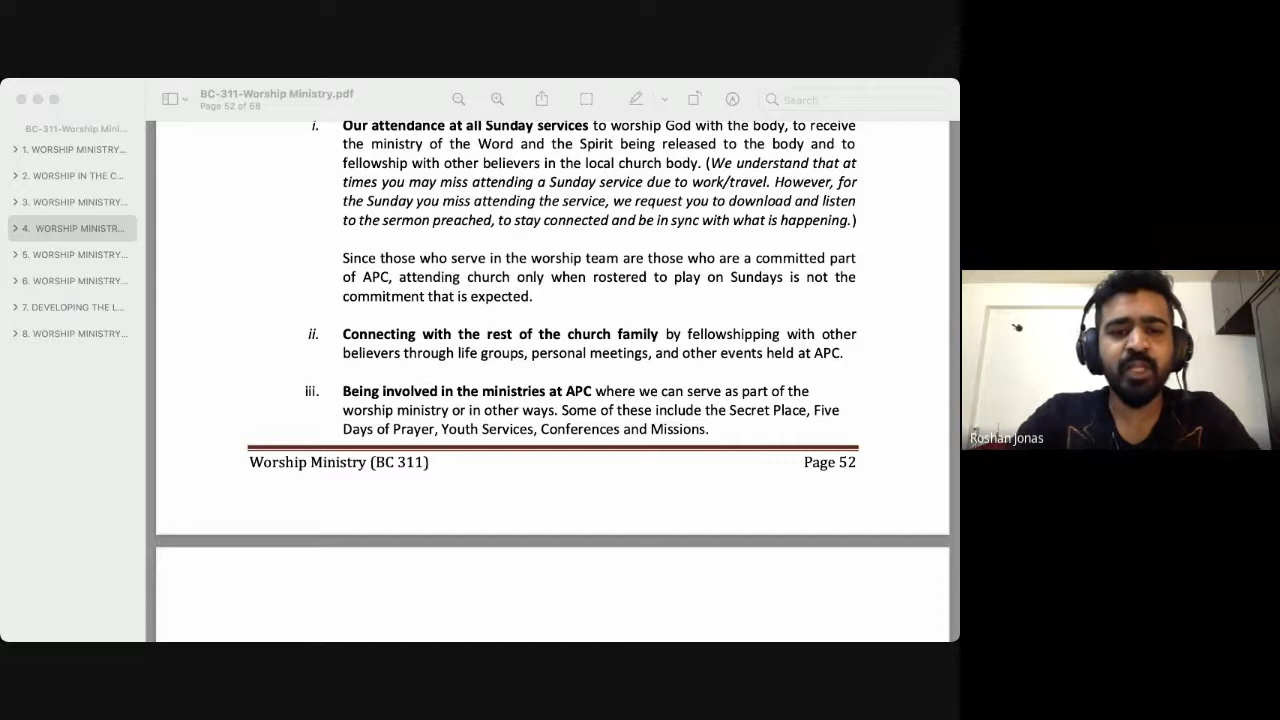 BC-311-Worship Ministry.pdf
Page 52 of 68
Search
BC-311-Worship Mini...
1. WORSHIP MINISTRY...
2. WORSHIP IN THE C...
3. WORSHIP MINISTRY...
4. WORSHIP MINISTR...
5. WORSHIP MINISTRY...
6. WORSHIP MINISTRY...
7. DEVELOPING THE L...
8. WORSHIP MINISTRY...
i. Our attendance at all Sunday services to worship God with the body, to receive
the ministry of the Word and the Spirit being released to the body and to
fellowship with other believers in the local church body. (We understand that at
times you may miss attending a Sunday service due to work/travel. However, for
the Sunday you miss attending the service, we request you to download and listen
to the sermon preached, to stay connected and be in sync with what is happening.)
Since those who serve in the worship team are those who are a committed part
of APC, attending church only when rostered to play on Sundays is not the
commitment that is expected.
ii. Connecting with the rest of the church family by fellowshipping with other
believers through life groups, personal meetings, and other events held at APC.
iii. Being involved in the ministries at APC where we can serve as part of the
worship ministry or in other ways. Some of these include the Secret Place, Five
Days of Prayer, Youth Services, Conferences and Missions.
Worship Ministry (BC 311) Page 52
Roshan Jonas